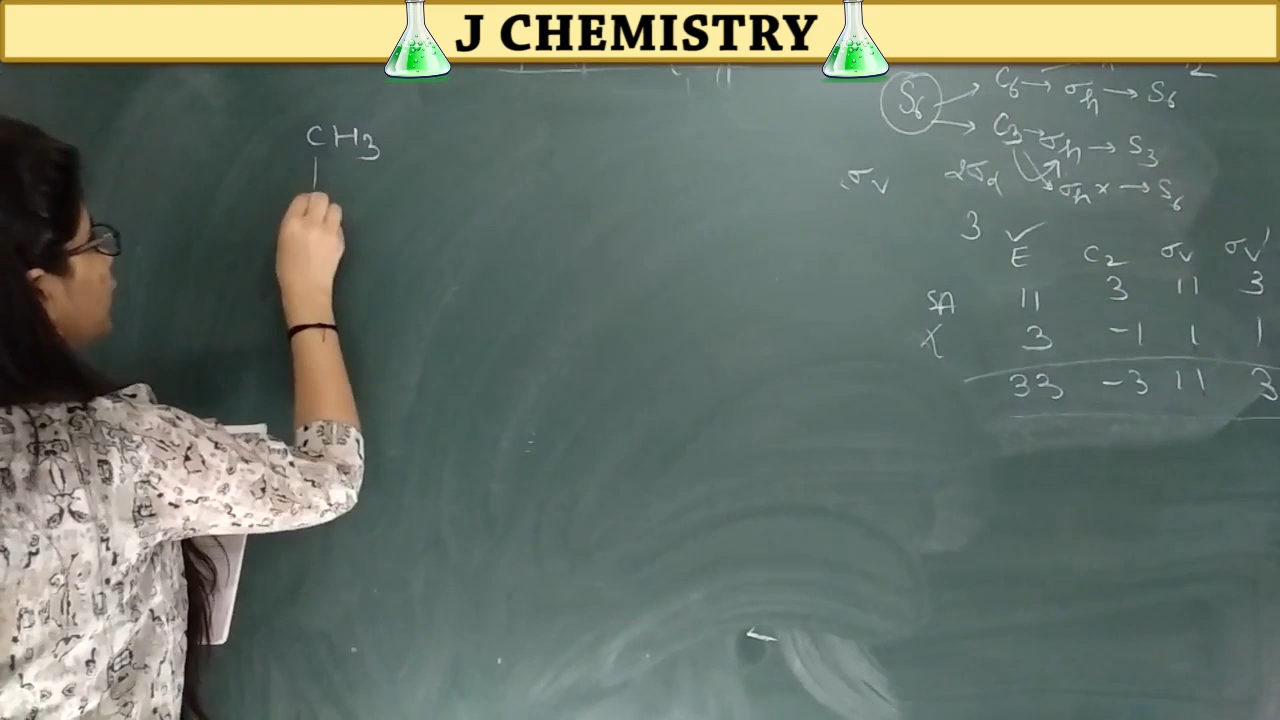 J CHEMISTRY
CH3
S6
C6 → σh → S6
C3 → σh → S3
σh × → S6
σv
2σd
3 ✓
E C2 σv σv'
SA 11 3 11 3
χ 3 -1 1 1
33 -3 11 3